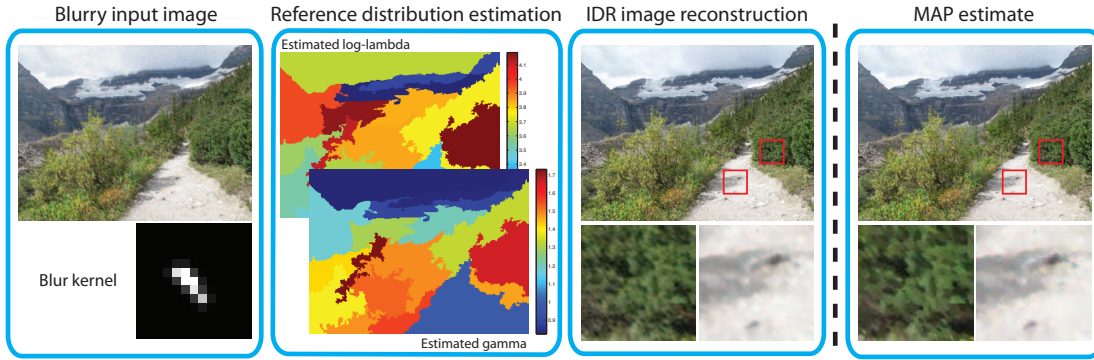 Blurry input image
Reference distribution estimation
IDR image reconstruction
MAP estimate
Estimated log-lambda
4.1
4
3.9
3.8
3.7
3.6
3.5
3.4
1.7
1.6
1.5
1.4
1.3
1.2
1.1
1
0.9
Blur kernel
Estimated gamma